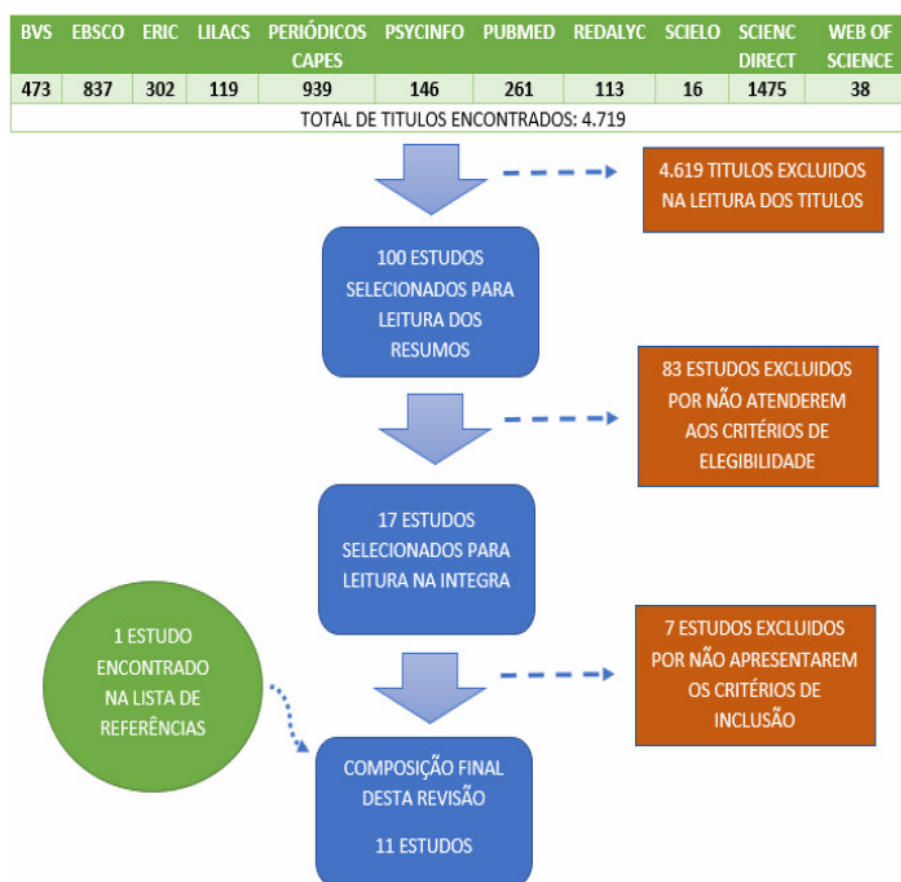 BVS EBSCO ERIC LILACS PERIÓDICOS CAPES PSYCINFO PUBMED REDALYC SCIELO SCIENC DIRECT WEB OF SCIENCE
473 837 302 119 939 146 261 113 16 1475 38
TOTAL DE TITULOS ENCONTRADOS: 4.719
4.619 TITULOS EXCLUIDOS
NA LEITURA DOS TITULOS
100 ESTUDOS
SELECIONADOS PARA
LEITURA DOS
RESUMOS
83 ESTUDOS EXCLUIDOS
POR NÃO ATENDEREM
AOS CRITÉRIOS DE
ELEGIBILIDADE
17 ESTUDOS
SELECIONADOS PARA
LEITURA NA INTEGRA
7 ESTUDOS EXCLUIDOS
POR NÃO APRESENTAREM
OS CRITÉRIOS DE
INCLUSÃO
1 ESTUDO
ENCONTRADO
NA LISTA DE
REFERÊNCIAS
COMPOSIÇÃO FINAL
DESTA REVISÃO
11 ESTUDOS